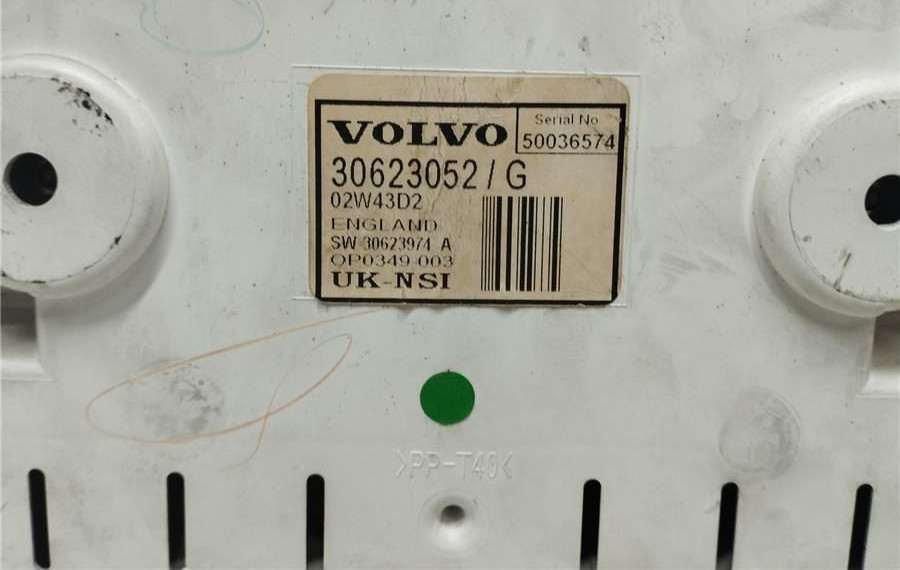 VOLVO
Serial No
50036574
30623052 / G
02W43D2
ENGLAND
SW 30623974 A
OP0349-003
UK-NSI
>PP-T40<